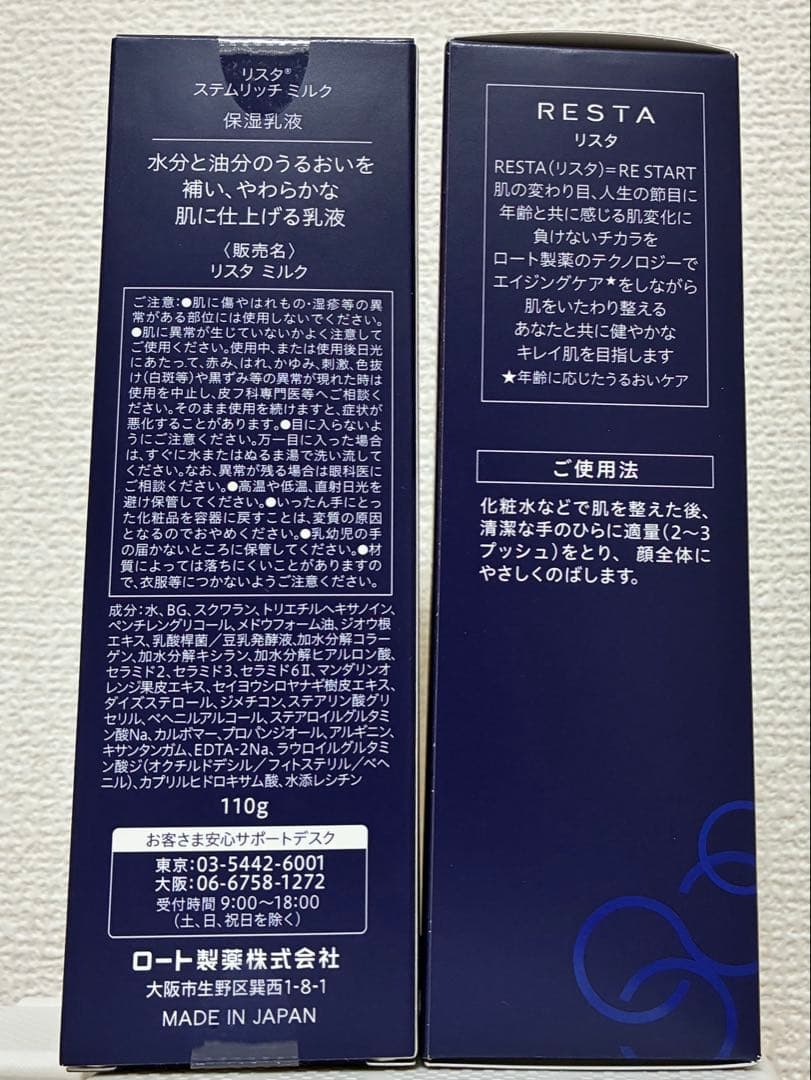 リスタ®
ステムリッチ ミルク
保湿乳液
水分と油分のうるおいを
補い、やわらかな
肌に仕上げる乳液
〈販売名〉
リスタ ミルク
ご注意:●肌に傷やはれもの・湿疹等の異
常がある部位には使用しないでください。
●肌に異常が生じていないかよく注意して
ご使用ください。使用中、または使用後日光
にあたって、赤み、はれ、かゆみ、刺激、色抜
け(白斑等)や黒ずみ等の異常が現れた時は
使用を中止し、皮フ科専門医等へご相談く
ださい。そのまま使用を続けますと、症状が
悪化することがあります。●目に入らないよ
うにご注意ください。万一目に入った場合
は、すぐに水またはぬるま湯で洗い流して
ください。なお、異常が残る場合は眼科医に
ご相談ください。●高温や低温、直射日光を
避け保管してください。●いったん手にとっ
た化粧品を容器に戻すことは、変質の原因
となるのでおやめください。●乳幼児の手
の届かないところに保管してください。●材
質によっては落ちにくいことがありますの
で、衣服等につかないようご注意ください。
成分:水、BG、スクワラン、トリエチルヘキサノイン、
ペンチレングリコール、メドウフォーム油、ジオウ根
エキス、乳酸桿菌/豆乳発酵液、加水分解コラー
ゲン、加水分解キシラン、加水分解ヒアルロン酸、
セラミド2、セラミド3、セラミド6Ⅱ、マンダリンオ
レンジ果皮エキス、セイヨウシロヤナギ樹皮エキス、
ダイズステロール、ジメチコン、ステアリン酸グリ
セリル、ベヘニルアルコール、ステアロイルグルタミ
ン酸Na、カルボマー、プロパンジオール、アルギニン、
キサンタンガム、EDTA-2Na、ラウロイルグルタミ
ン酸ジ(オクチルドデシル/フィトステリル/ベヘ
ニル)、カプリルヒドロキサム酸、水添レシチン
110g
お客さま安心サポートデスク
東京:03-5442-6001
大阪:06-6758-1272
受付時間 9:00～18:00
(土、日、祝日を除く)
ロート製薬株式会社
大阪市生野区巽西1-8-1
MADE IN JAPAN
RESTA
リスタ
RESTA(リスタ)=RE START
肌の変わり目、人生の節目に
年齢と共に感じる肌変化に
負けないチカラを
ロート製薬のテクノロジーで
エイジングケア★をしながら
肌をいたわり整える
あなたと共に健やかな
キレイ肌を目指します
★年齢に応じたうるおいケア
ご使用法
化粧水などで肌を整えた後、
清潔な手のひらに適量(2～3
プッシュ)をとり、 顔全体に
やさしくのばします。